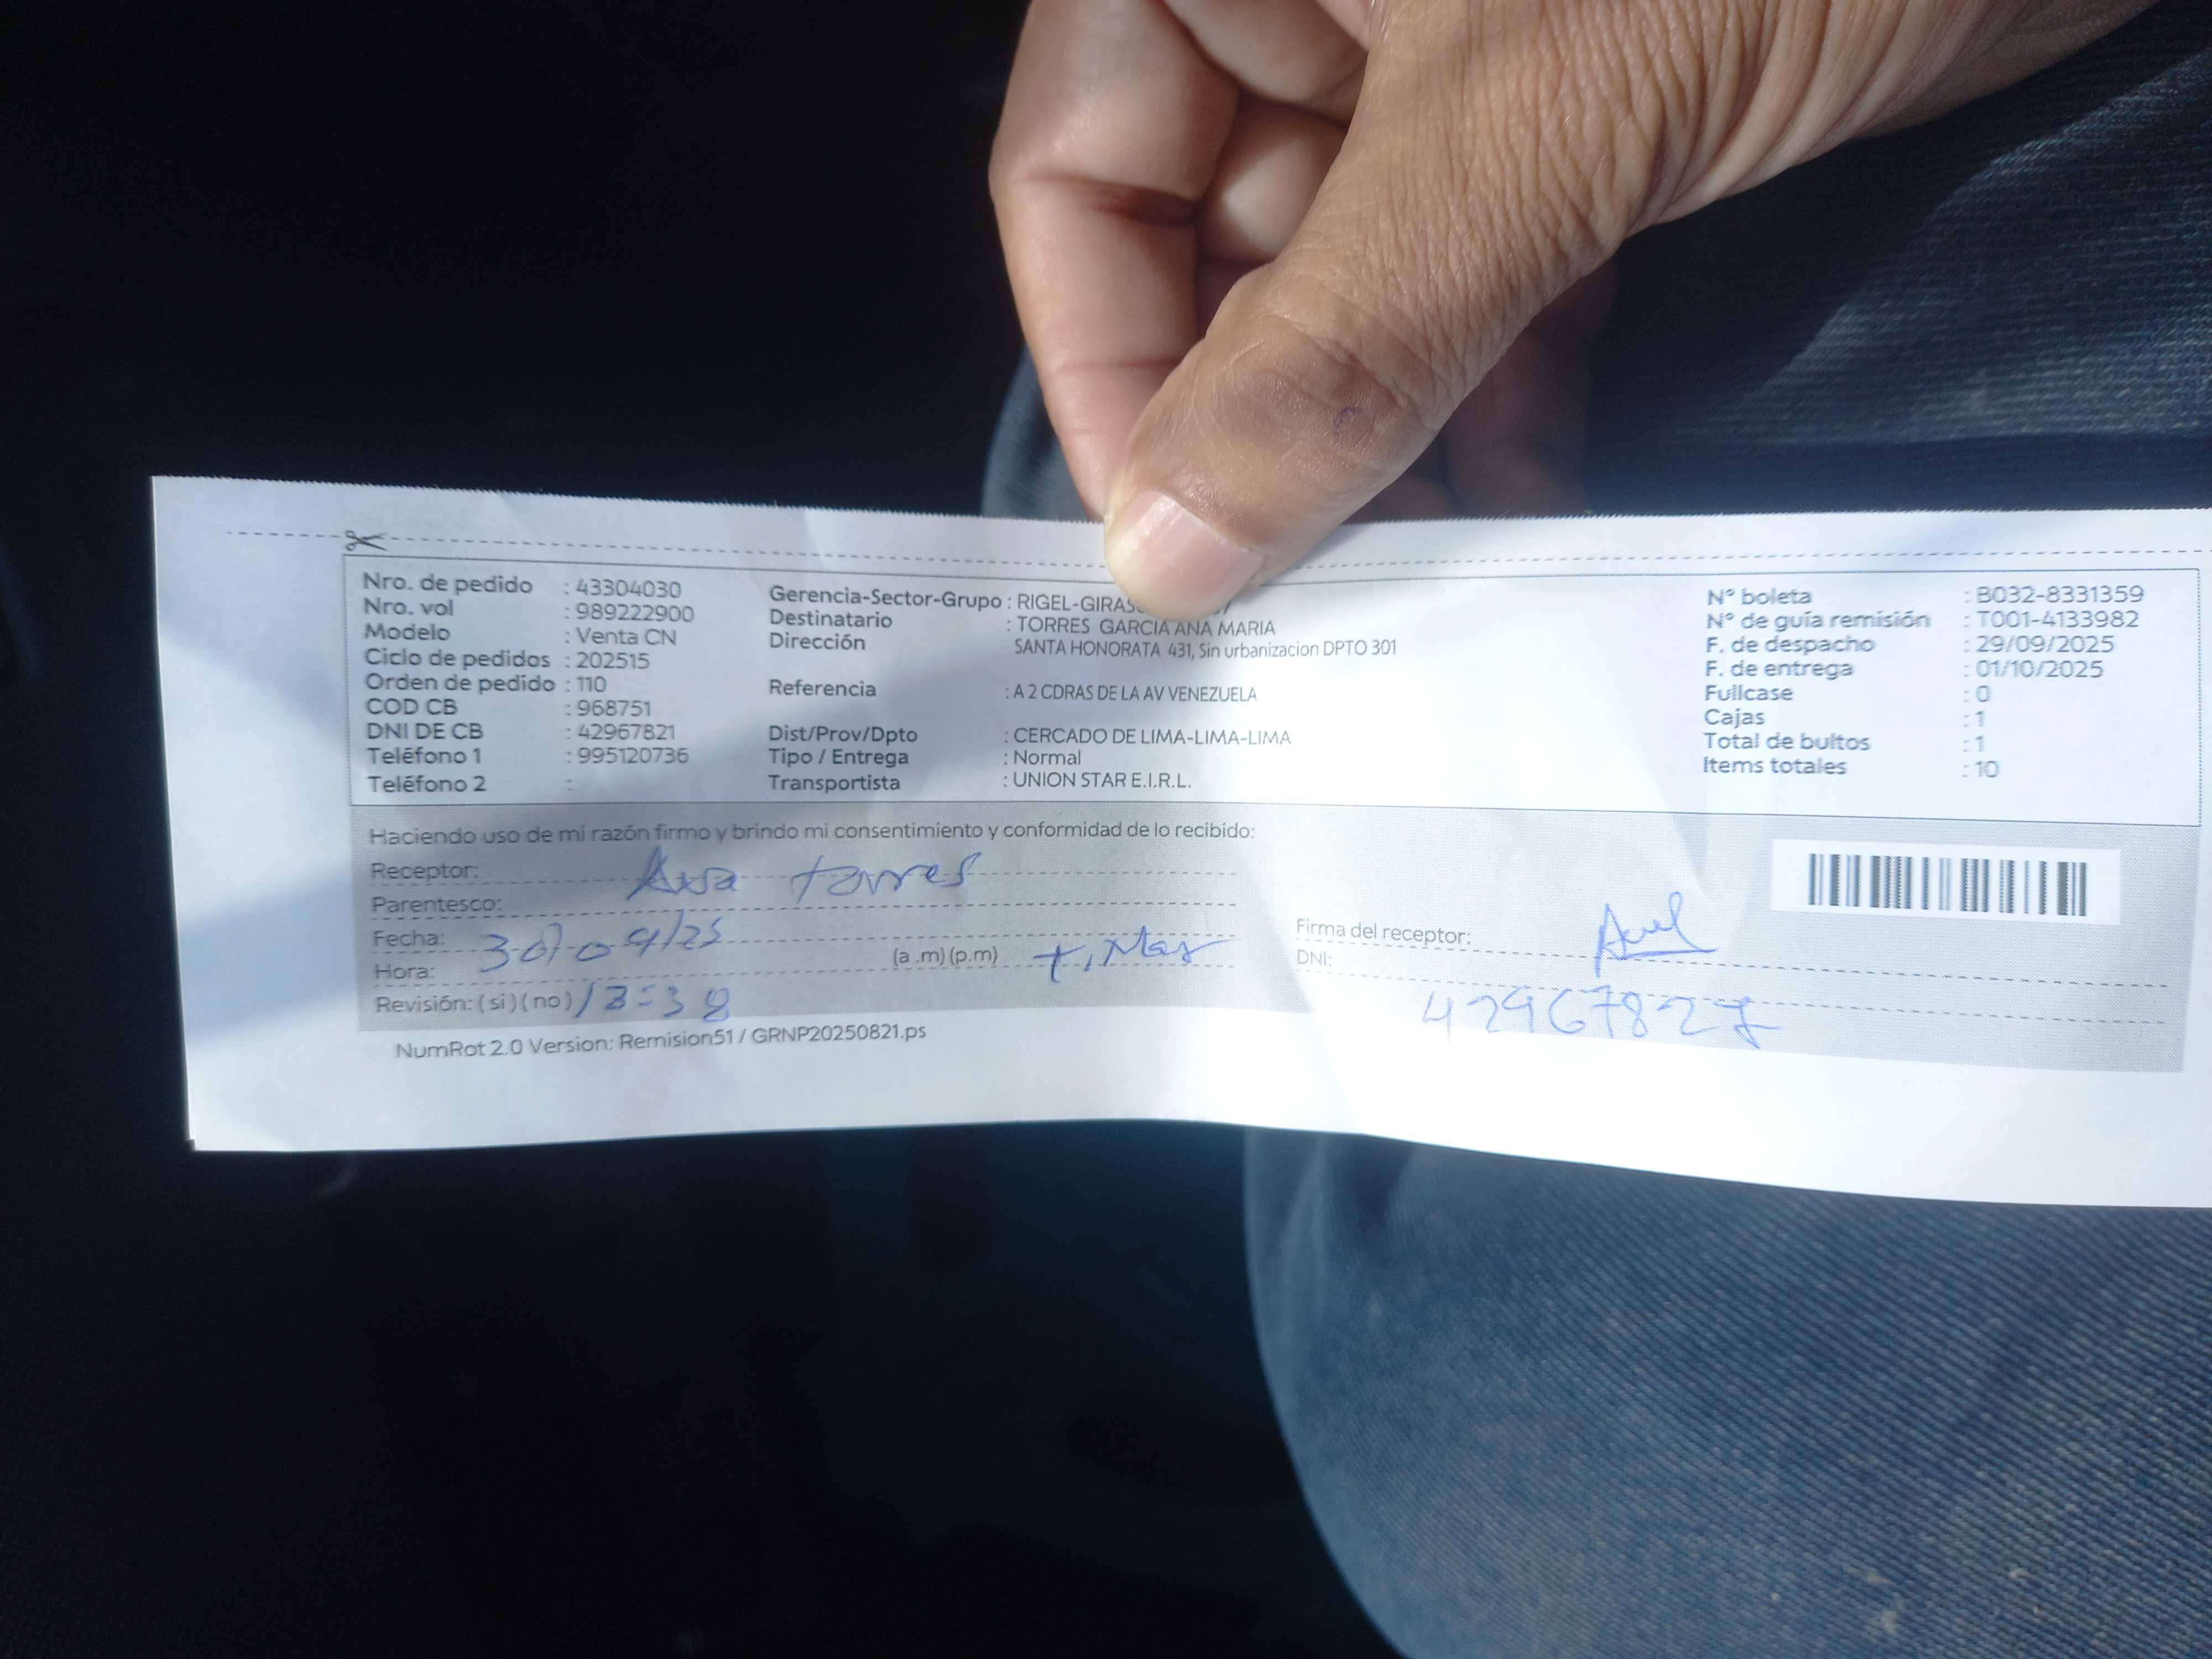 Nro. de pedido : 43304030
Nro. vol : 989222900
Modelo : Venta CN
Ciclo de pedidos : 202515
Orden de pedido : 110
COD CB : 968751
DNI DE CB : 42967821
Teléfono 1 : 995120736
Teléfono 2 :
Gerencia-Sector-Grupo : RIGEL-GIRAS
Destinatario : TORRES GARCIA ANA MARIA
Dirección SANTA HONORATA 431, Sin urbanizacion DPTO 301
Referencia : A 2 CDRAS DE LA AV VENEZUELA
Dist/Prov/Dpto : CERCADO DE LIMA-LIMA-LIMA
Tipo / Entrega : Normal
Transportista : UNION STAR E.I.R.L.
N° boleta : B032-8331359
N° de guía remisión : T001-4133982
F. de despacho : 29/09/2025
F. de entrega : 01/10/2025
Fullcase : 0
Cajas : 1
Total de bultos : 1
Items totales : 10
Haciendo uso de mi razón firmo y brindo mi consentimiento y conformidad de lo recibido:
Receptor: Ana torres
Parentesco:
Fecha: 30/09/25
Hora: (a .m) (p.m)
Revisión: ( si ) ( no ) 13:38
Firma del receptor:
DNI:
42967821
NumRot 2.0 Version: Remision51 / GRNP20250821.ps